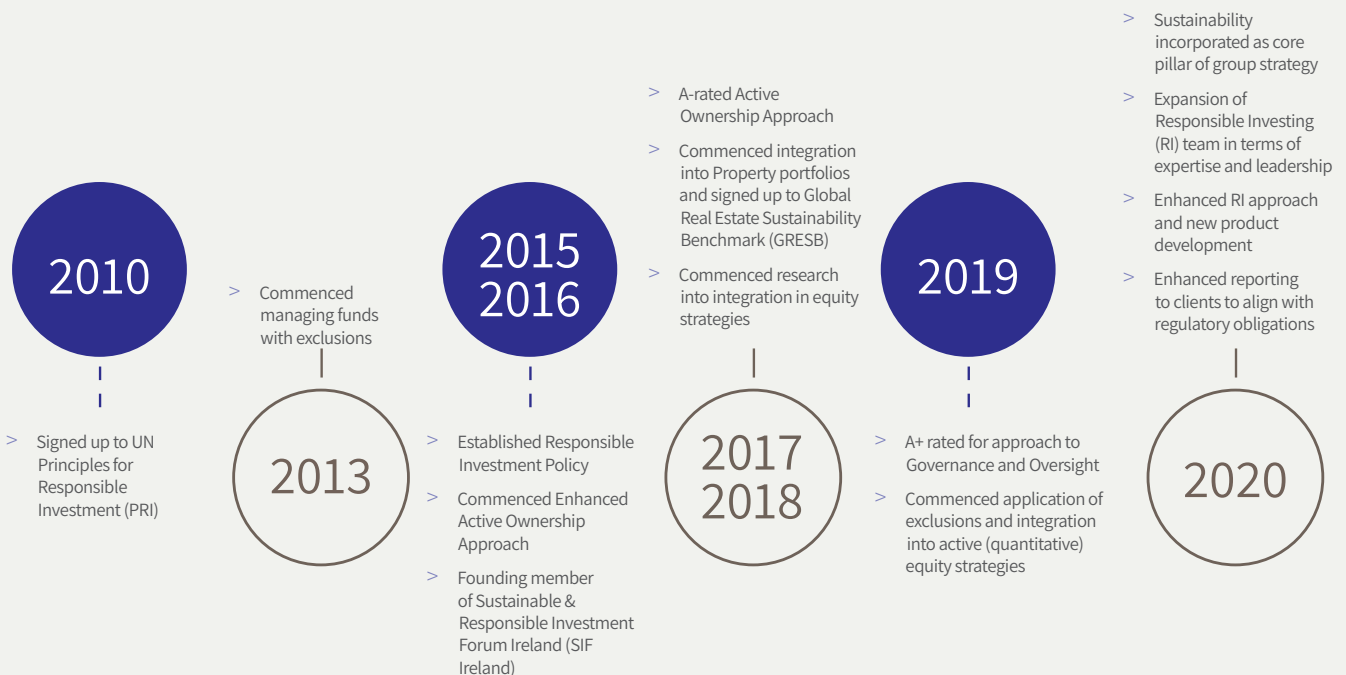 2010
> Signed up to UN
Principles for
Responsible
Investment (PRI)
> Commenced
managing funds
with exclusions
2013
2015
2016
> Established Responsible
Investment Policy
> Commenced Enhanced
Active Ownership
Approach
> Founding member
of Sustainable &
Responsible Investment
Forum Ireland (SIF
Ireland)
> A-rated Active
Ownership Approach
> Commenced integration
into Property portfolios
and signed up to Global
Real Estate Sustainability
Benchmark (GRESB)
> Commenced research
into integration in equity
strategies
2017
2018
2019
> A+ rated for approach to
Governance and Oversight
> Commenced application of
exclusions and integration
into active (quantitative)
equity strategies
> Sustainability
incorporated as core
pillar of group strategy
> Expansion of
Responsible Investing
(RI) team in terms of
expertise and leadership
> Enhanced RI approach
and new product
development
> Enhanced reporting
to clients to align with
regulatory obligations
2020